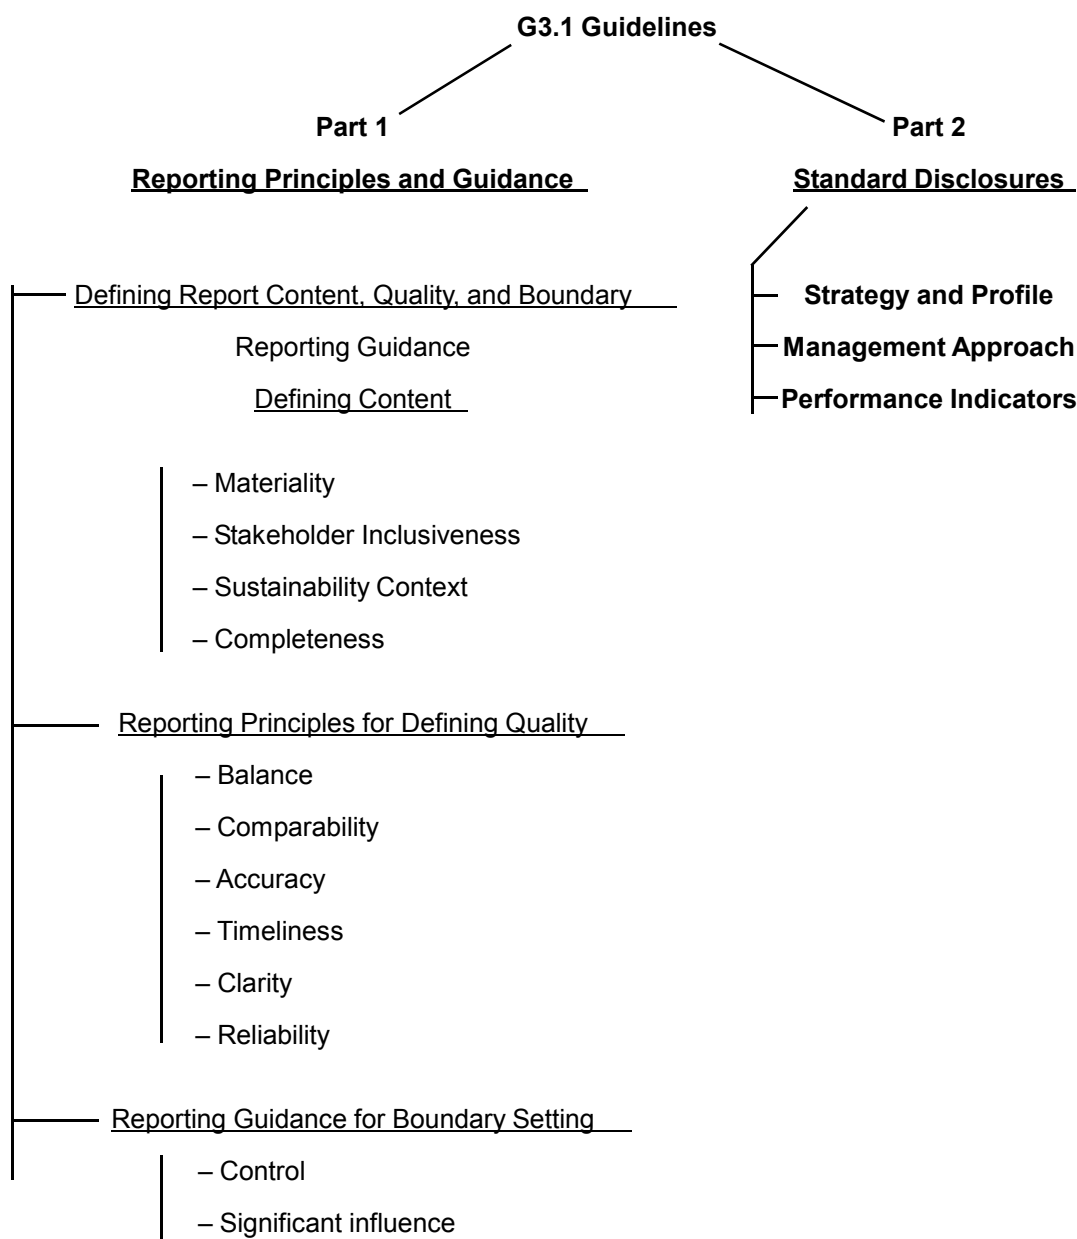 G3.1 Guidelines
Part 1
Part 2
Reporting Principles and Guidance
Standard Disclosures
Defining Report Content, Quality, and Boundary
Strategy and Profile
Reporting Guidance
Management Approach
Defining Content
Performance Indicators
– Materiality
– Stakeholder Inclusiveness
– Sustainability Context
– Completeness
Reporting Principles for Defining Quality
– Balance
– Comparability
– Accuracy
– Timeliness
– Clarity
– Reliability
Reporting Guidance for Boundary Setting
– Control
– Significant influence